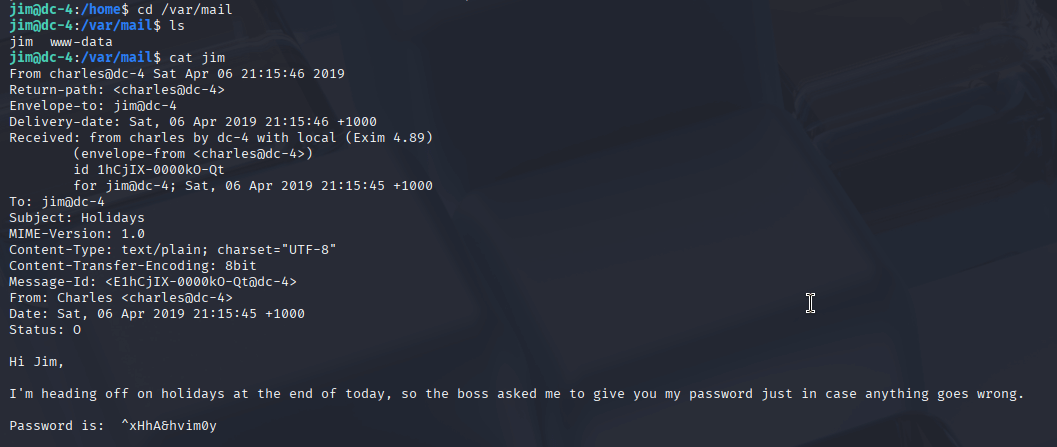 jim@dc-4:/home$ cd /var/mail
jim@dc-4:/var/mail$ ls
jim  www-data
jim@dc-4:/var/mail$ cat jim
From charles@dc-4 Sat Apr 06 21:15:46 2019
Return-path: <charles@dc-4>
Envelope-to: jim@dc-4
Delivery-date: Sat, 06 Apr 2019 21:15:46 +1000
Received: from charles by dc-4 with local (Exim 4.89)
        (envelope-from <charles@dc-4>)
        id 1hCjIX-0000kO-Qt
        for jim@dc-4; Sat, 06 Apr 2019 21:15:45 +1000
To: jim@dc-4
Subject: Holidays
MIME-Version: 1.0
Content-Type: text/plain; charset="UTF-8"
Content-Transfer-Encoding: 8bit
Message-Id: <E1hCjIX-0000kO-Qt@dc-4>
From: Charles <charles@dc-4>
Date: Sat, 06 Apr 2019 21:15:45 +1000
Status: O

Hi Jim,

I'm heading off on holidays at the end of today, so the boss asked me to give you my password just in case anything goes wrong.

Password is:  ^xHhA&hvim0y